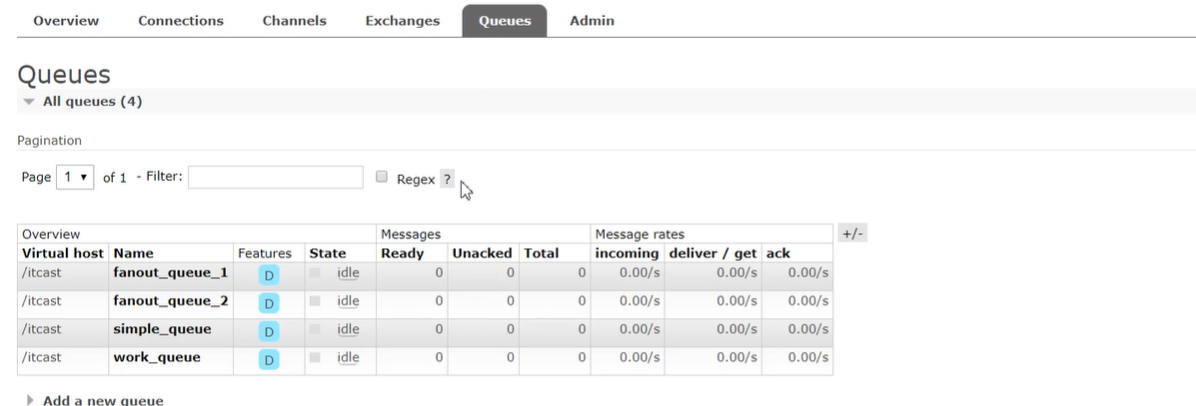 Overview Connections Channels Exchanges Queues Admin
Queues
All queues (4)
Pagination
Page 1 of 1 - Filter: Regex ?
Overview Messages Message rates +/-
Virtual host Name Features State Ready Unacked Total incoming deliver / get ack
/itcast fanout_queue_1 D idle 0 0 0 0.00/s 0.00/s 0.00/s
/itcast fanout_queue_2 D idle 0 0 0 0.00/s 0.00/s 0.00/s
/itcast simple_queue D idle 0 0 0 0.00/s 0.00/s 0.00/s
/itcast work_queue D idle 0 0 0 0.00/s 0.00/s 0.00/s
Add a new queue